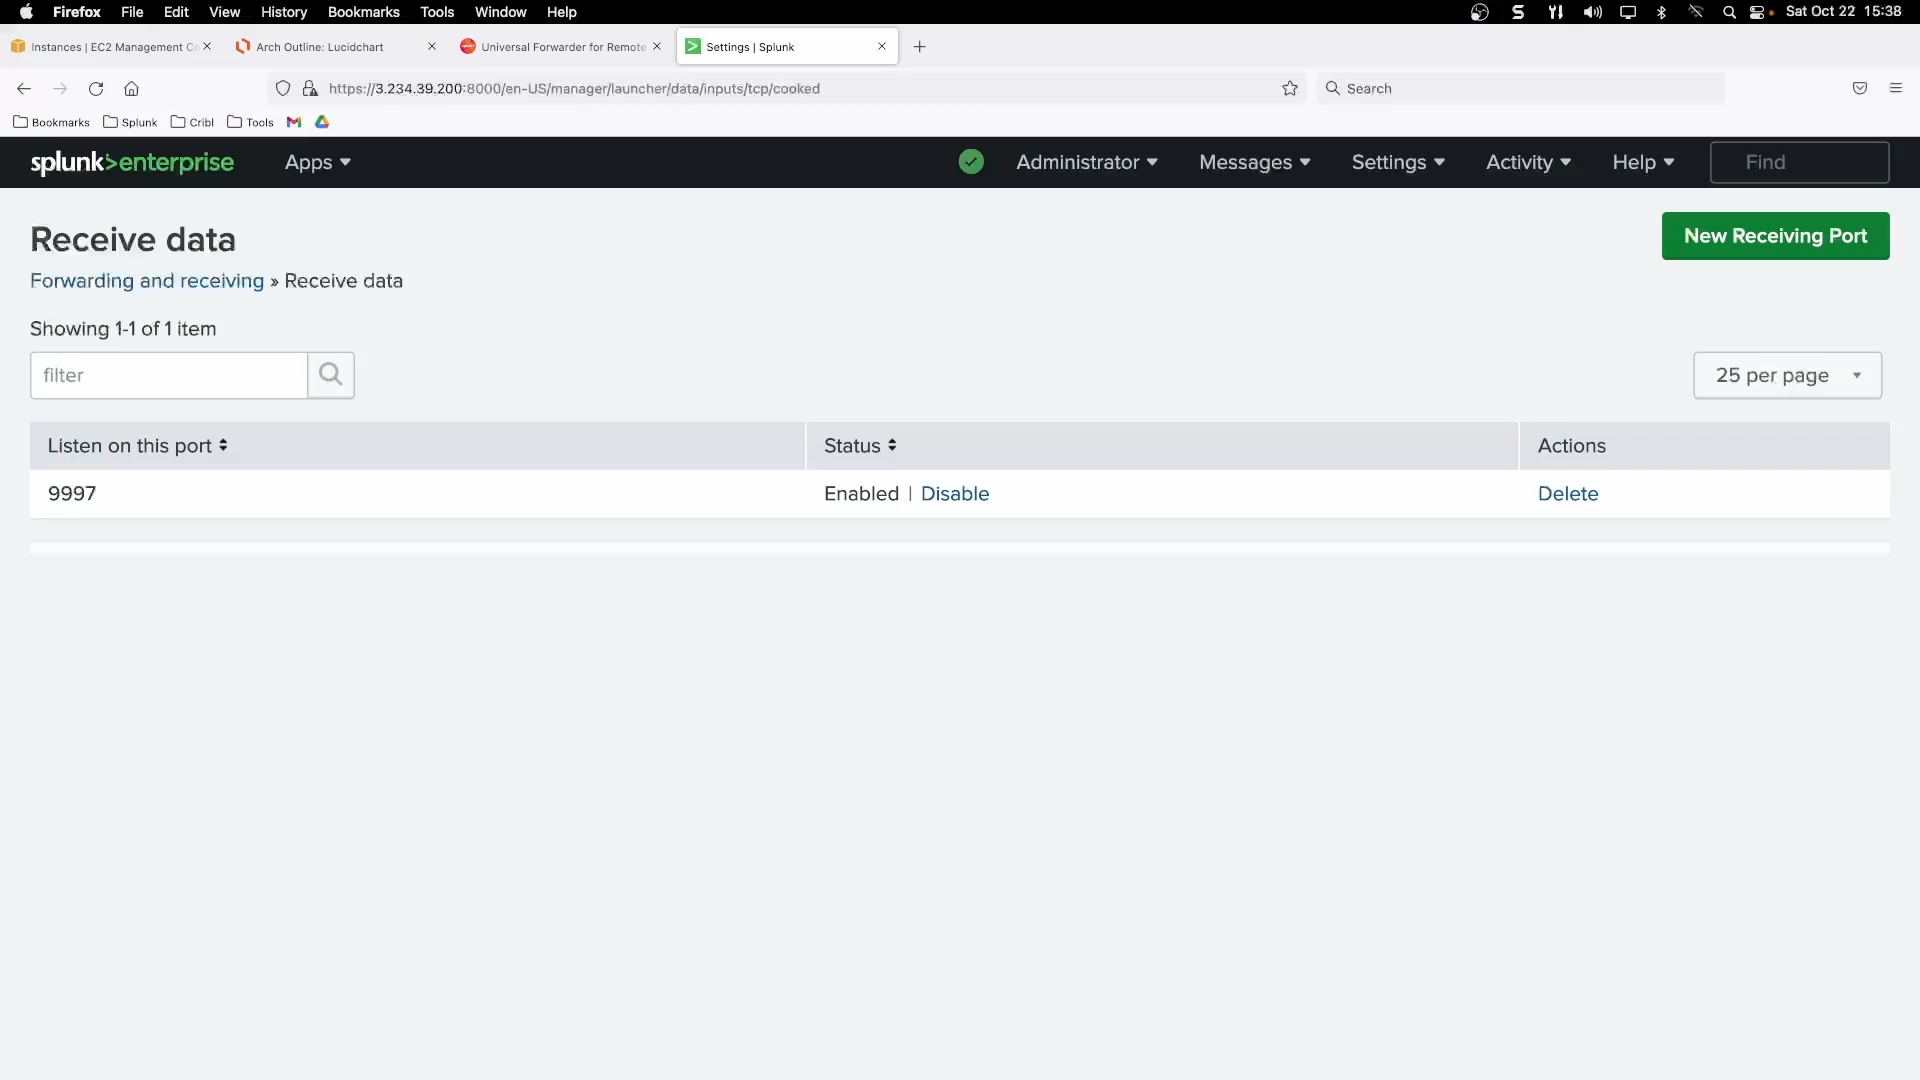 Firefox File Edit View History Bookmarks Tools Window Help Sat Oct 22 15:38
Instances | EC2 Management Co Arch Outline: Lucidchart Universal Forwarder for Remote Settings | Splunk
https://3.234.39.200:8000/en-US/manager/launcher/data/inputs/tcp/cooked Search
Bookmarks Splunk Cribl Tools
splunk>enterprise Apps Administrator Messages Settings Activity Help Find
Receive data New Receiving Port
Forwarding and receiving » Receive data
Showing 1-1 of 1 item
filter 25 per page
Listen on this port Status Actions
9997 Enabled | Disable Delete